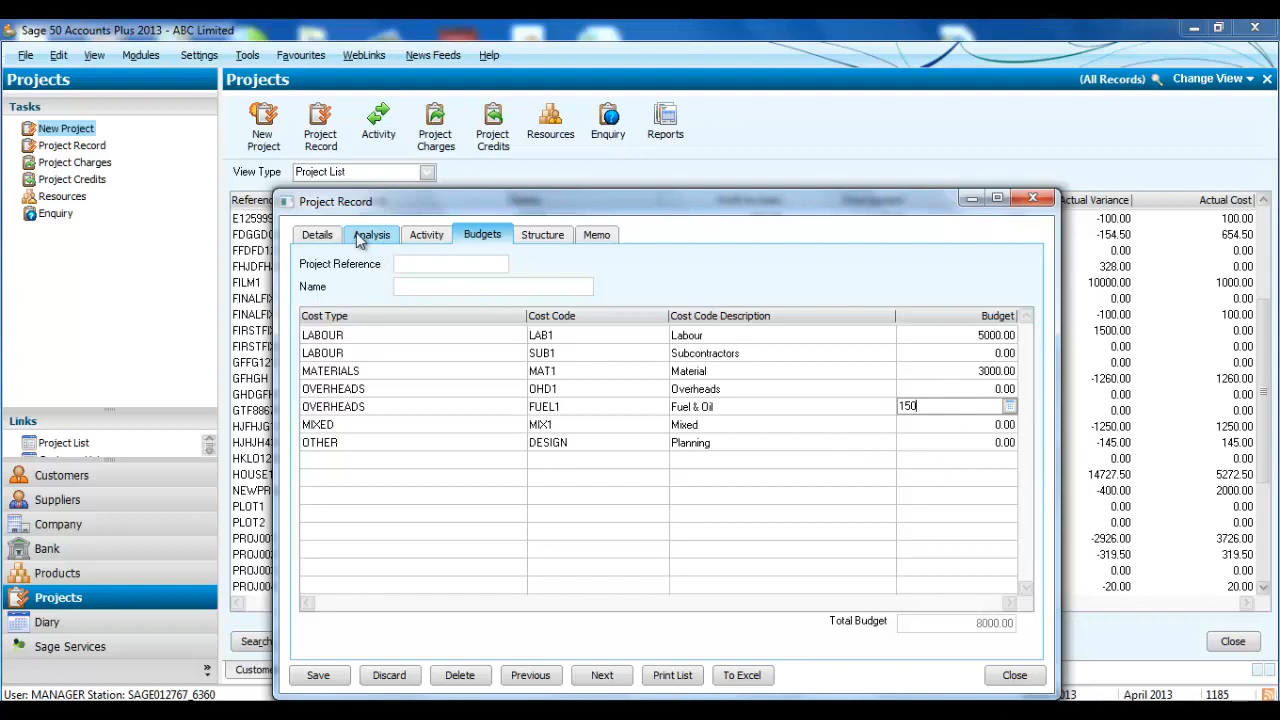 Sage 50 Accounts Plus 2013 - ABC Limited
File Edit View Modules Settings Tools Favourites WebLinks News Feeds Help
Projects
Projects
(All Records) Change View
Tasks
New Project
Project Record
Project Charges
Project Credits
Resources
Enquiry
New Project
Project Record
Activity
Project Charges
Project Credits
Resources
Enquiry
Reports
View Type Project List
Project Record
Details Analysis Activity Budgets Structure Memo
Project Reference
Name
Cost Type Cost Code Cost Code Description Budget
LABOUR LAB1 Labour 5000.00
LABOUR SUB1 Subcontractors 0.00
MATERIALS MAT1 Material 3000.00
OVERHEADS OHD1 Overheads 0.00
OVERHEADS FUEL1 Fuel & Oil 150
MIXED MIX1 Mixed 0.00
OTHER DESIGN Planning 0.00
Total Budget 8000.00
Save Discard Delete Previous Next Print List To Excel Close
Actual Variance Actual Cost
-100.00 100.00
-154.50 654.50
0.00 0.00
328.00 0.00
10000.00 1000.00
0.00 0.00
0.00 0.00
1500.00 0.00
0.00 0.00
0.00 0.00
-1260.00 1260.00
0.00 0.00
0.00 0.00
-1250.00 1250.00
-145.00 145.00
0.00 0.00
14727.50 5272.50
-400.00 2000.00
0.00 0.00
0.00 0.00
-2926.00 3726.00
-319.50 319.50
0.00 0.00
-20.00 20.00
FILM1
GFHGH
PLOT1
PLOT2
Links
Project List
Customers
Suppliers
Company
Bank
Products
Projects
Diary
Sage Services
Close
User: MANAGER Station: SAGE012767_6360
April 2013 1185